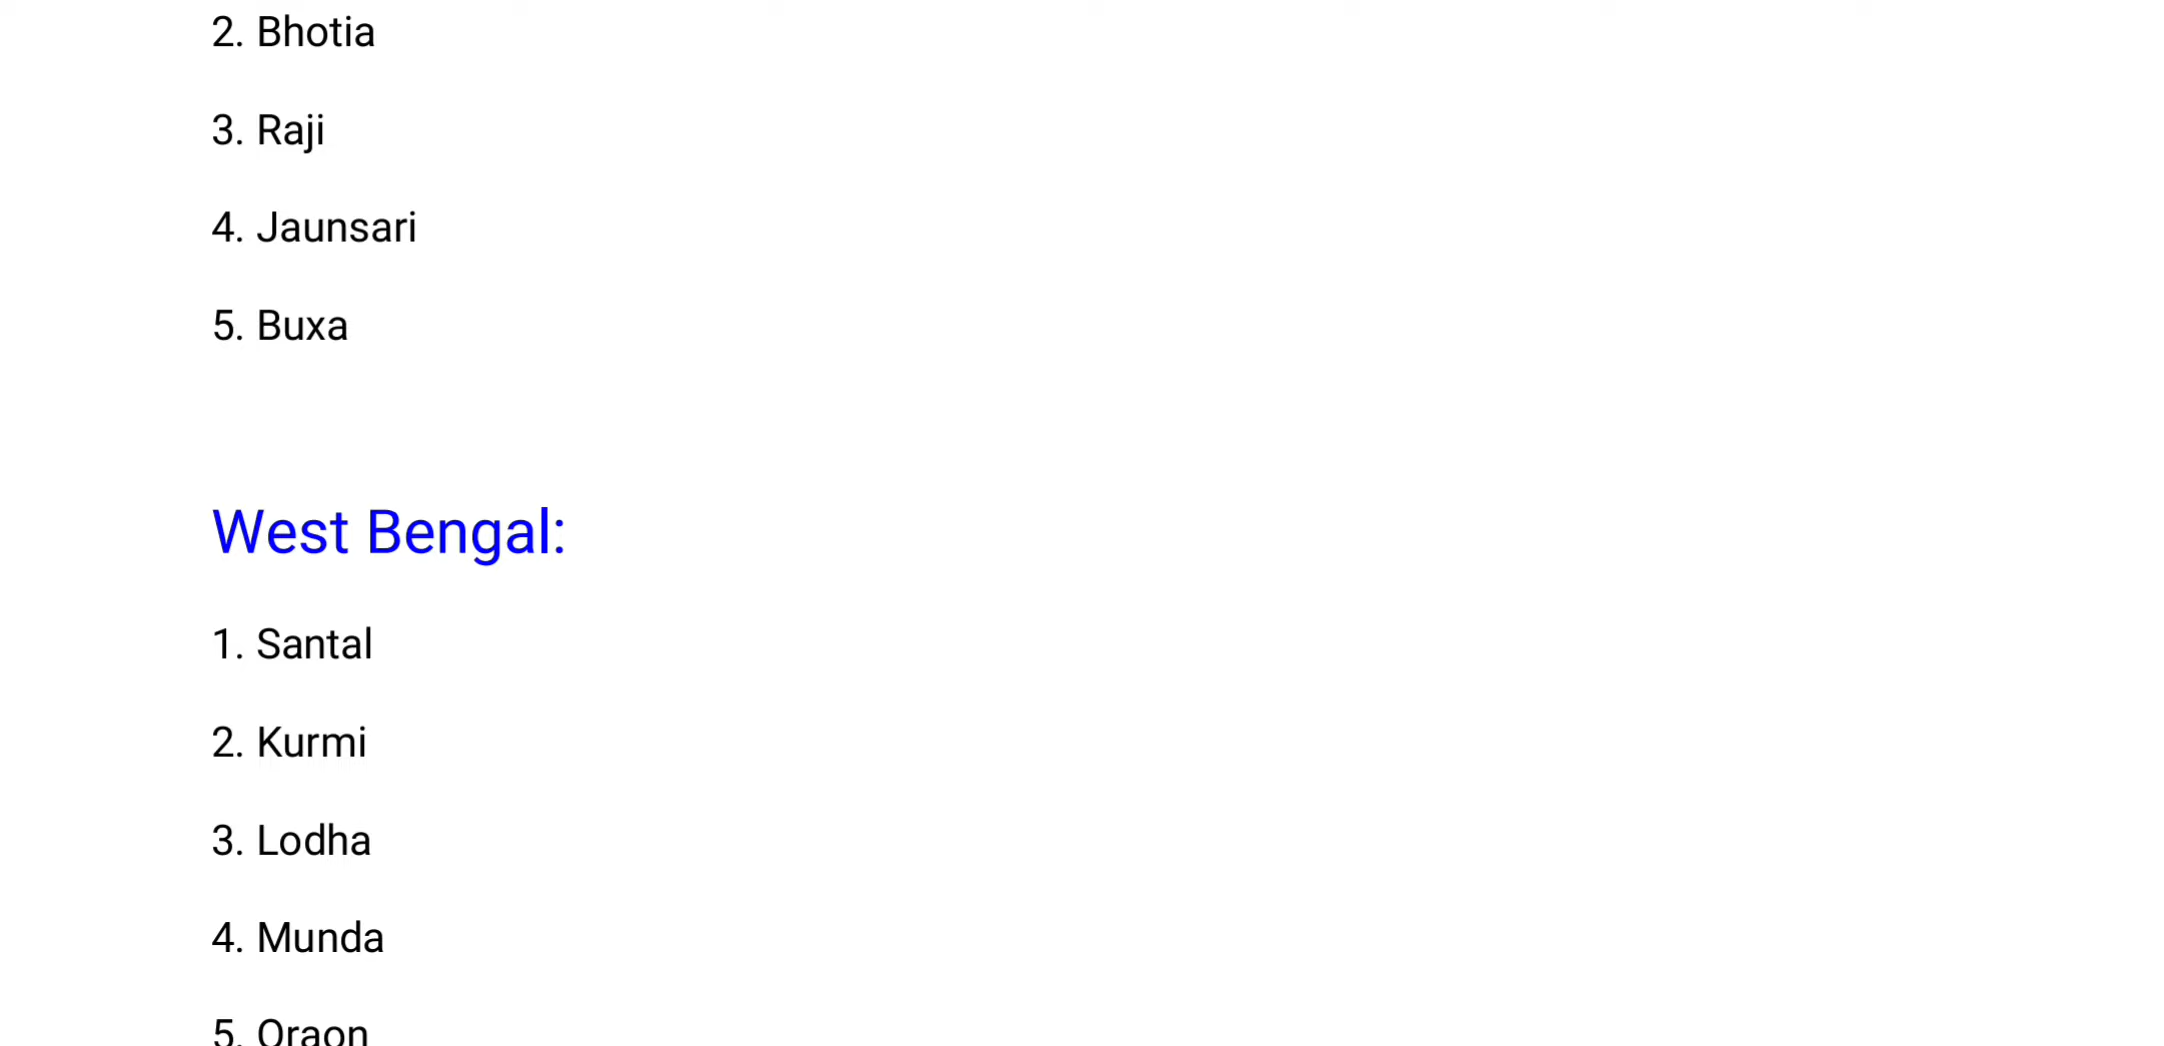 2. Bhotia
3. Raji
4. Jaunsari
5. Buxa
West Bengal:
1. Santal
2. Kurmi
3. Lodha
4. Munda
5. Oraon